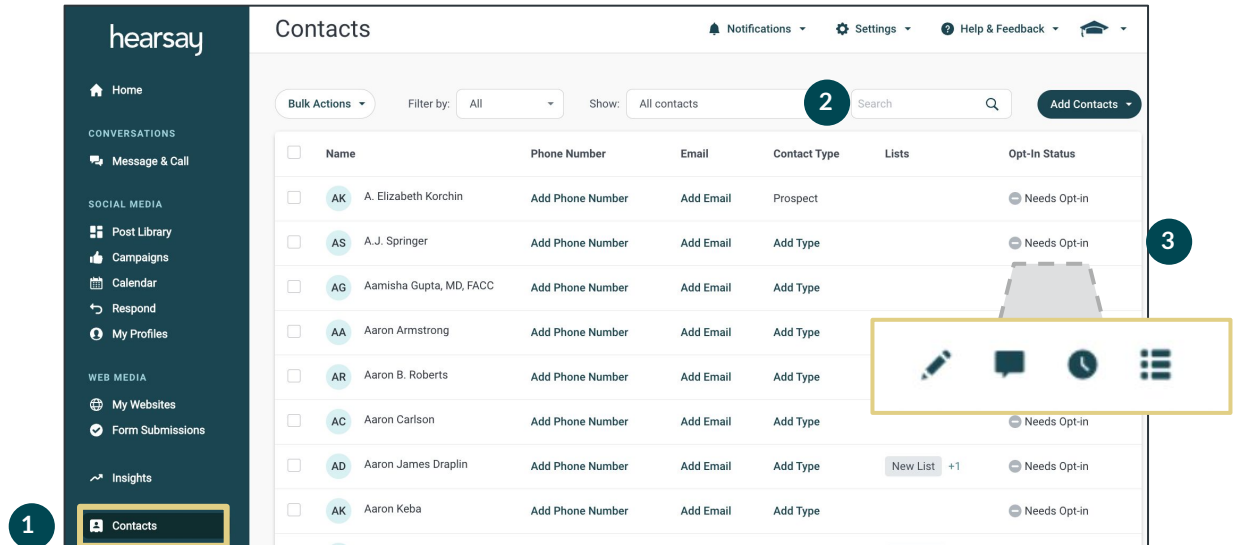 hearsay
Contacts
Notifications
Settings
Help & Feedback
Home
CONVERSATIONS
Message & Call
SOCIAL MEDIA
Post Library
Campaigns
Calendar
Respond
My Profiles
WEB MEDIA
My Websites
Form Submissions
Insights
1
Contacts
Bulk Actions Filter by: All Show: All contacts 2 Search Add Contacts
Name Phone Number Email Contact Type Lists Opt-In Status
AK A. Elizabeth Korchin Add Phone Number Add Email Prospect Needs Opt-in
AS A.J. Springer Add Phone Number Add Email Add Type Needs Opt-in
3
AG Aamisha Gupta, MD, FACC Add Phone Number Add Email Add Type
AA Aaron Armstrong Add Phone Number Add Email Add Type
AR Aaron B. Roberts Add Phone Number Add Email Add Type
AC Aaron Carlson Add Phone Number Add Email Add Type Needs Opt-in
AD Aaron James Draplin Add Phone Number Add Email Add Type New List +1 Needs Opt-in
AK Aaron Keba Add Phone Number Add Email Add Type Needs Opt-in